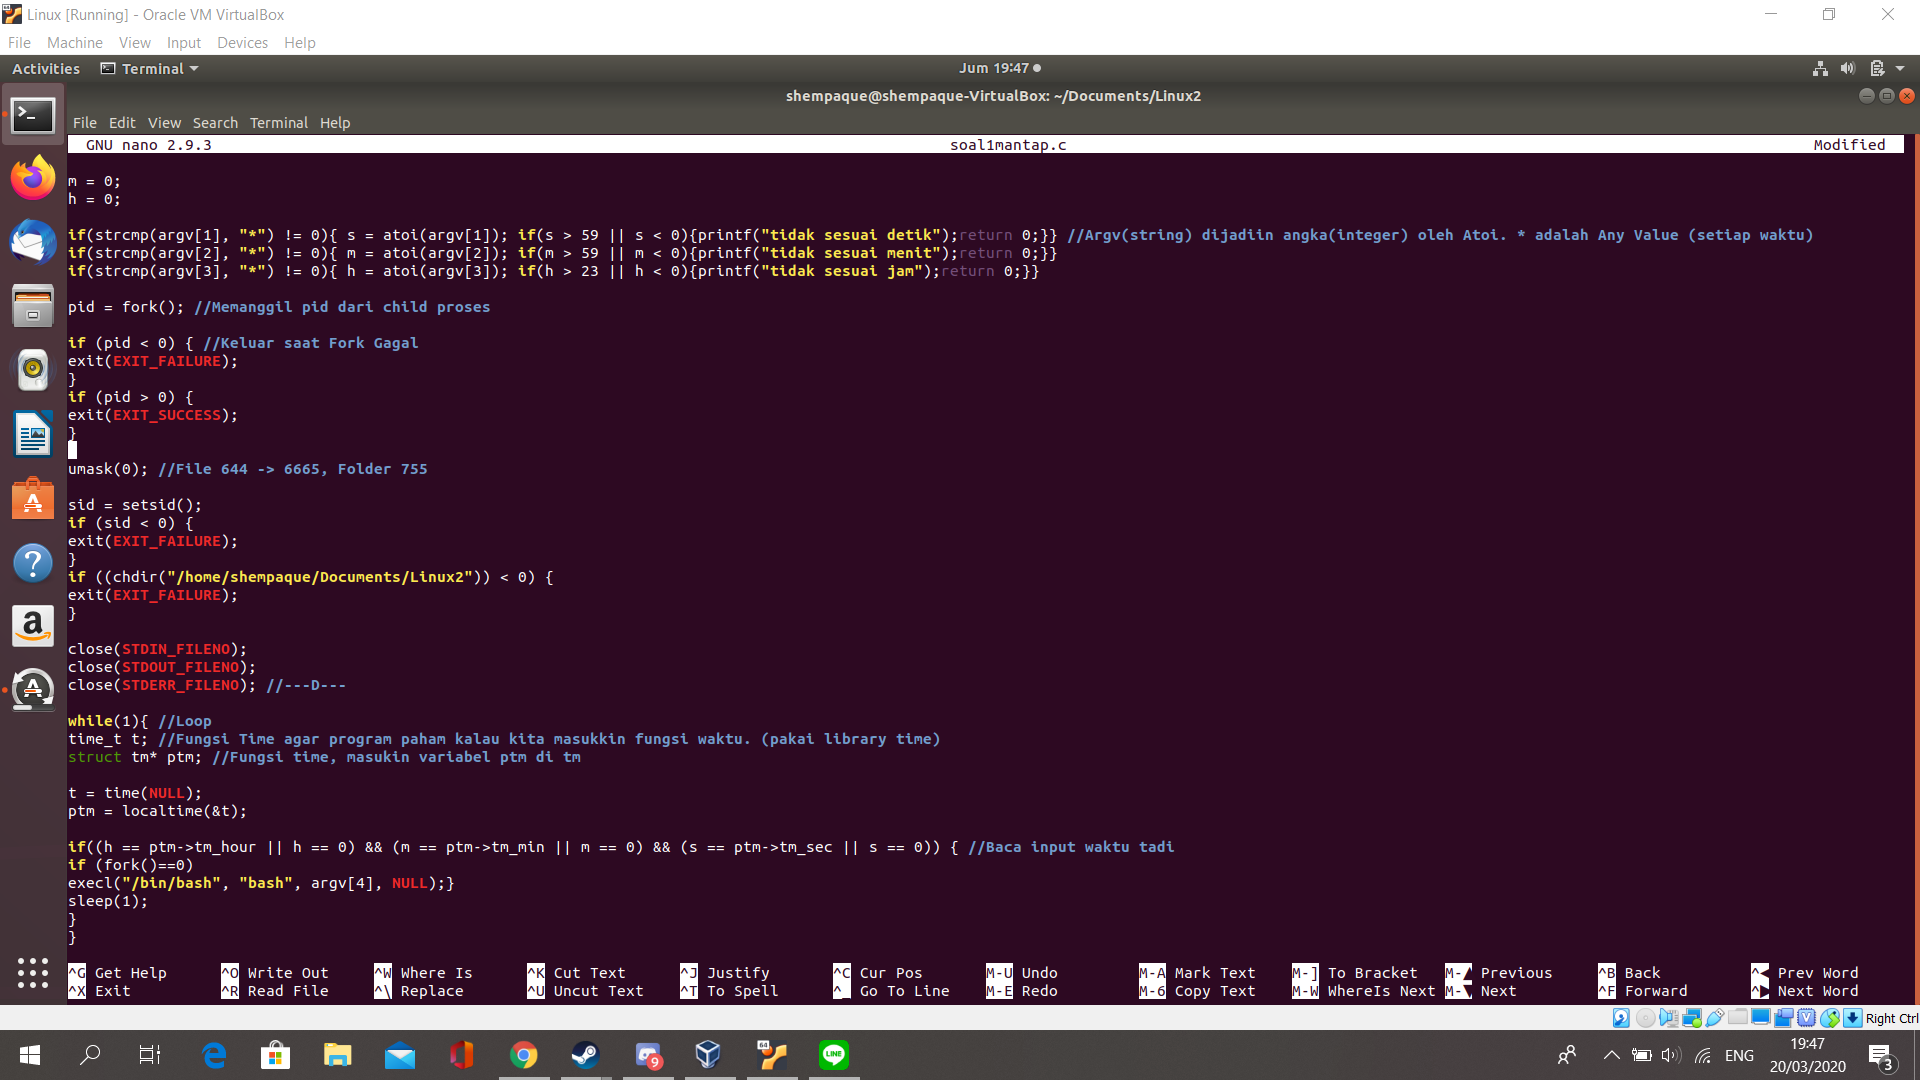 Linux [Running] - Oracle VM VirtualBox
File Machine View Input Devices Help
Activities Terminal Jum 19:47
shempaque@shempaque-VirtualBox: ~/Documents/Linux2
File Edit View Search Terminal Help
GNU nano 2.9.3 soal1mantap.c Modified
m = 0;
h = 0;
if(strcmp(argv[1], "*") != 0){ s = atoi(argv[1]); if(s > 59 || s < 0){printf("tidak sesuai detik");return 0;}} //Argv(string) dijadiin angka(integer) oleh Atoi. * adalah Any Value (setiap waktu)
if(strcmp(argv[2], "*") != 0){ m = atoi(argv[2]); if(m > 59 || m < 0){printf("tidak sesuai menit");return 0;}}
if(strcmp(argv[3], "*") != 0){ h = atoi(argv[3]); if(h > 23 || h < 0){printf("tidak sesuai jam");return 0;}}
pid = fork(); //Memanggil pid dari child proses
if (pid < 0) { //Keluar saat Fork Gagal
exit(EXIT_FAILURE);
}
if (pid > 0) {
exit(EXIT_SUCCESS);
}
umask(0); //File 644 -> 6665, Folder 755
sid = setsid();
if (sid < 0) {
exit(EXIT_FAILURE);
}
if ((chdir("/home/shempaque/Documents/Linux2")) < 0) {
exit(EXIT_FAILURE);
}
close(STDIN_FILENO);
close(STDOUT_FILENO);
close(STDERR_FILENO); //---D---
while(1){ //Loop
time_t t; //Fungsi Time agar program paham kalau kita masukkin fungsi waktu. (pakai library time)
struct tm* ptm; //Fungsi time, masukin variabel ptm di tm
t = time(NULL);
ptm = localtime(&t);
if((h == ptm->tm_hour || h == 0) && (m == ptm->tm_min || m == 0) && (s == ptm->tm_sec || s == 0)) { //Baca input waktu tadi
if (fork()==0)
execl("/bin/bash", "bash", argv[4], NULL);}
sleep(1);
}
}
^G Get Help ^O Write Out ^W Where Is ^K Cut Text ^J Justify ^C Cur Pos M-U Undo M-A Mark Text M-] To Bracket M-▲ Previous ^B Back ^◀ Prev Word
^X Exit ^R Read File ^\ Replace ^U Uncut Text ^T To Spell ^_ Go To Line M-E Redo M-6 Copy Text M-W WhereIs Next M-▼ Next ^F Forward ^▶ Next Word
Right Ctrl
64
9
LINE
ENG
19:47
20/03/2020
3